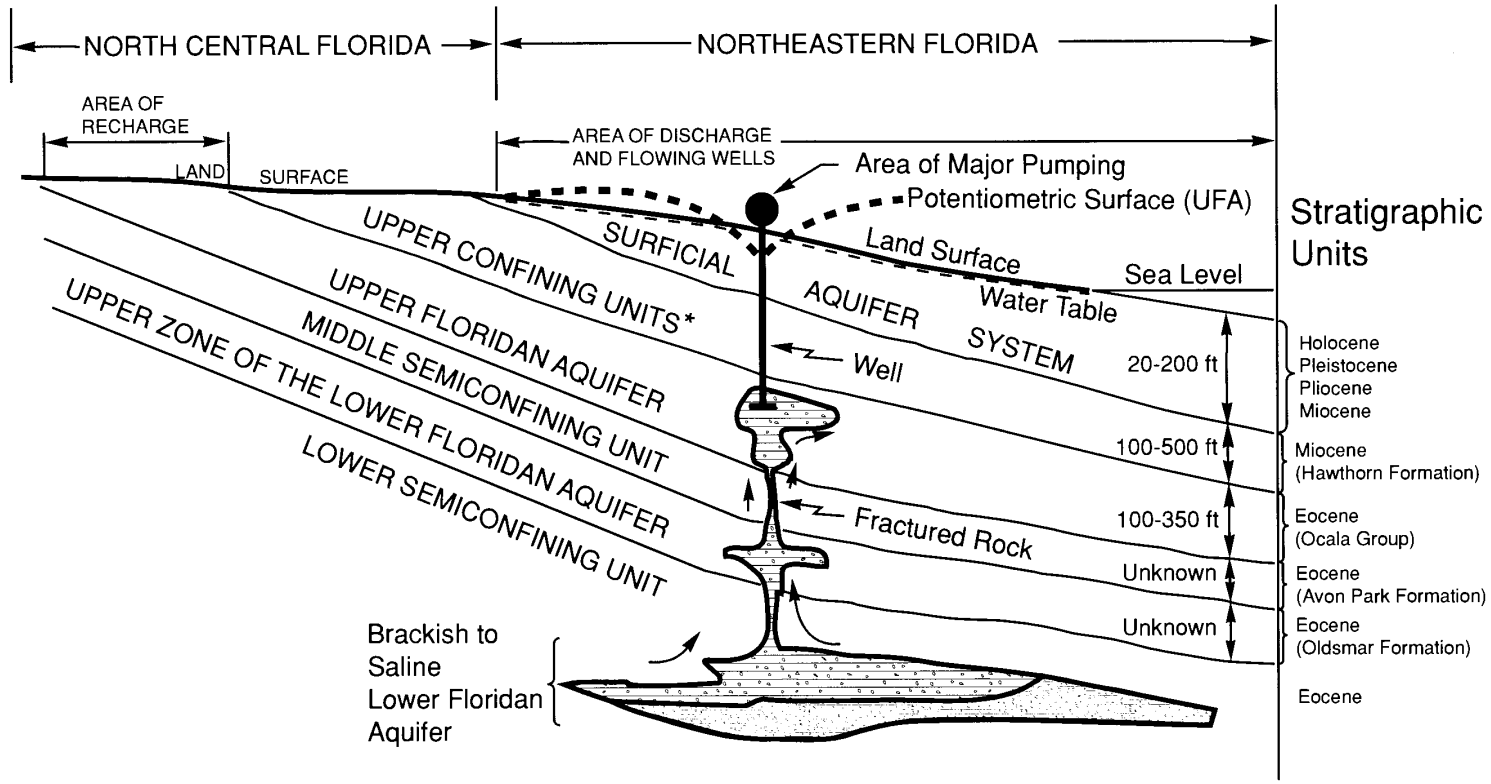 NORTH CENTRAL FLORIDA
NORTHEASTERN FLORIDA
AREA OF
RECHARGE
AREA OF DISCHARGE
AND FLOWING WELLS
LAND SURFACE
Area of Major Pumping
Potentiometric Surface (UFA)
Land Surface
Sea Level
Water Table
Stratigraphic
Units
SURFICIAL AQUIFER SYSTEM
UPPER CONFINING UNITS*
UPPER FLORIDAN AQUIFER
MIDDLE SEMICONFINING UNIT
UPPER ZONE OF THE LOWER FLORIDAN AQUIFER
LOWER SEMICONFINING UNIT
Well
Fractured Rock
Brackish to
Saline
Lower Floridan
Aquifer
20-200 ft
100-500 ft
100-350 ft
Unknown
Unknown
Holocene
Pleistocene
Pliocene
Miocene
Miocene
(Hawthorn Formation)
Eocene
(Ocala Group)
Eocene
(Avon Park Formation)
Eocene
(Oldsmar Formation)
Eocene